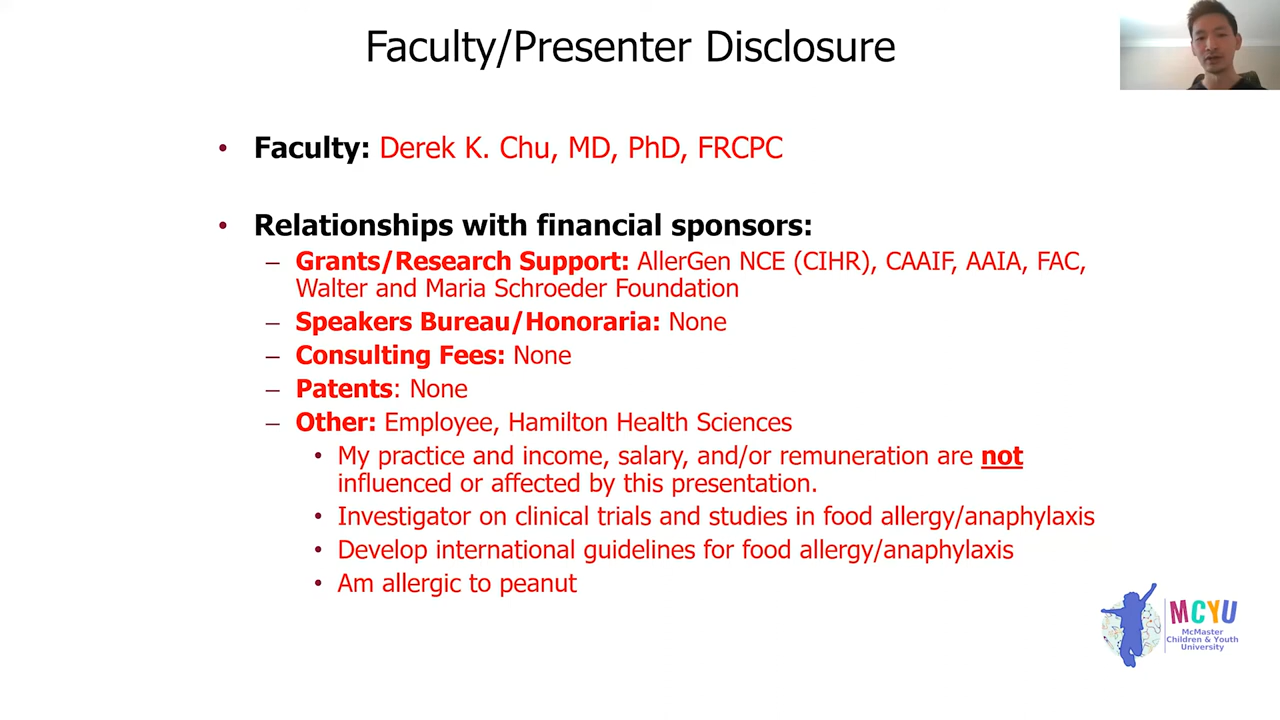 Faculty/Presenter Disclosure
• Faculty: Derek K. Chu, MD, PhD, FRCPC
• Relationships with financial sponsors:
– Grants/Research Support: AllerGen NCE (CIHR), CAAIF, AAIA, FAC,
Walter and Maria Schroeder Foundation
– Speakers Bureau/Honoraria: None
– Consulting Fees: None
– Patents: None
– Other: Employee, Hamilton Health Sciences
• My practice and income, salary, and/or remuneration are not
influenced or affected by this presentation.
• Investigator on clinical trials and studies in food allergy/anaphylaxis
• Develop international guidelines for food allergy/anaphylaxis
• Am allergic to peanut
MCYU
McMaster
Children & Youth
University